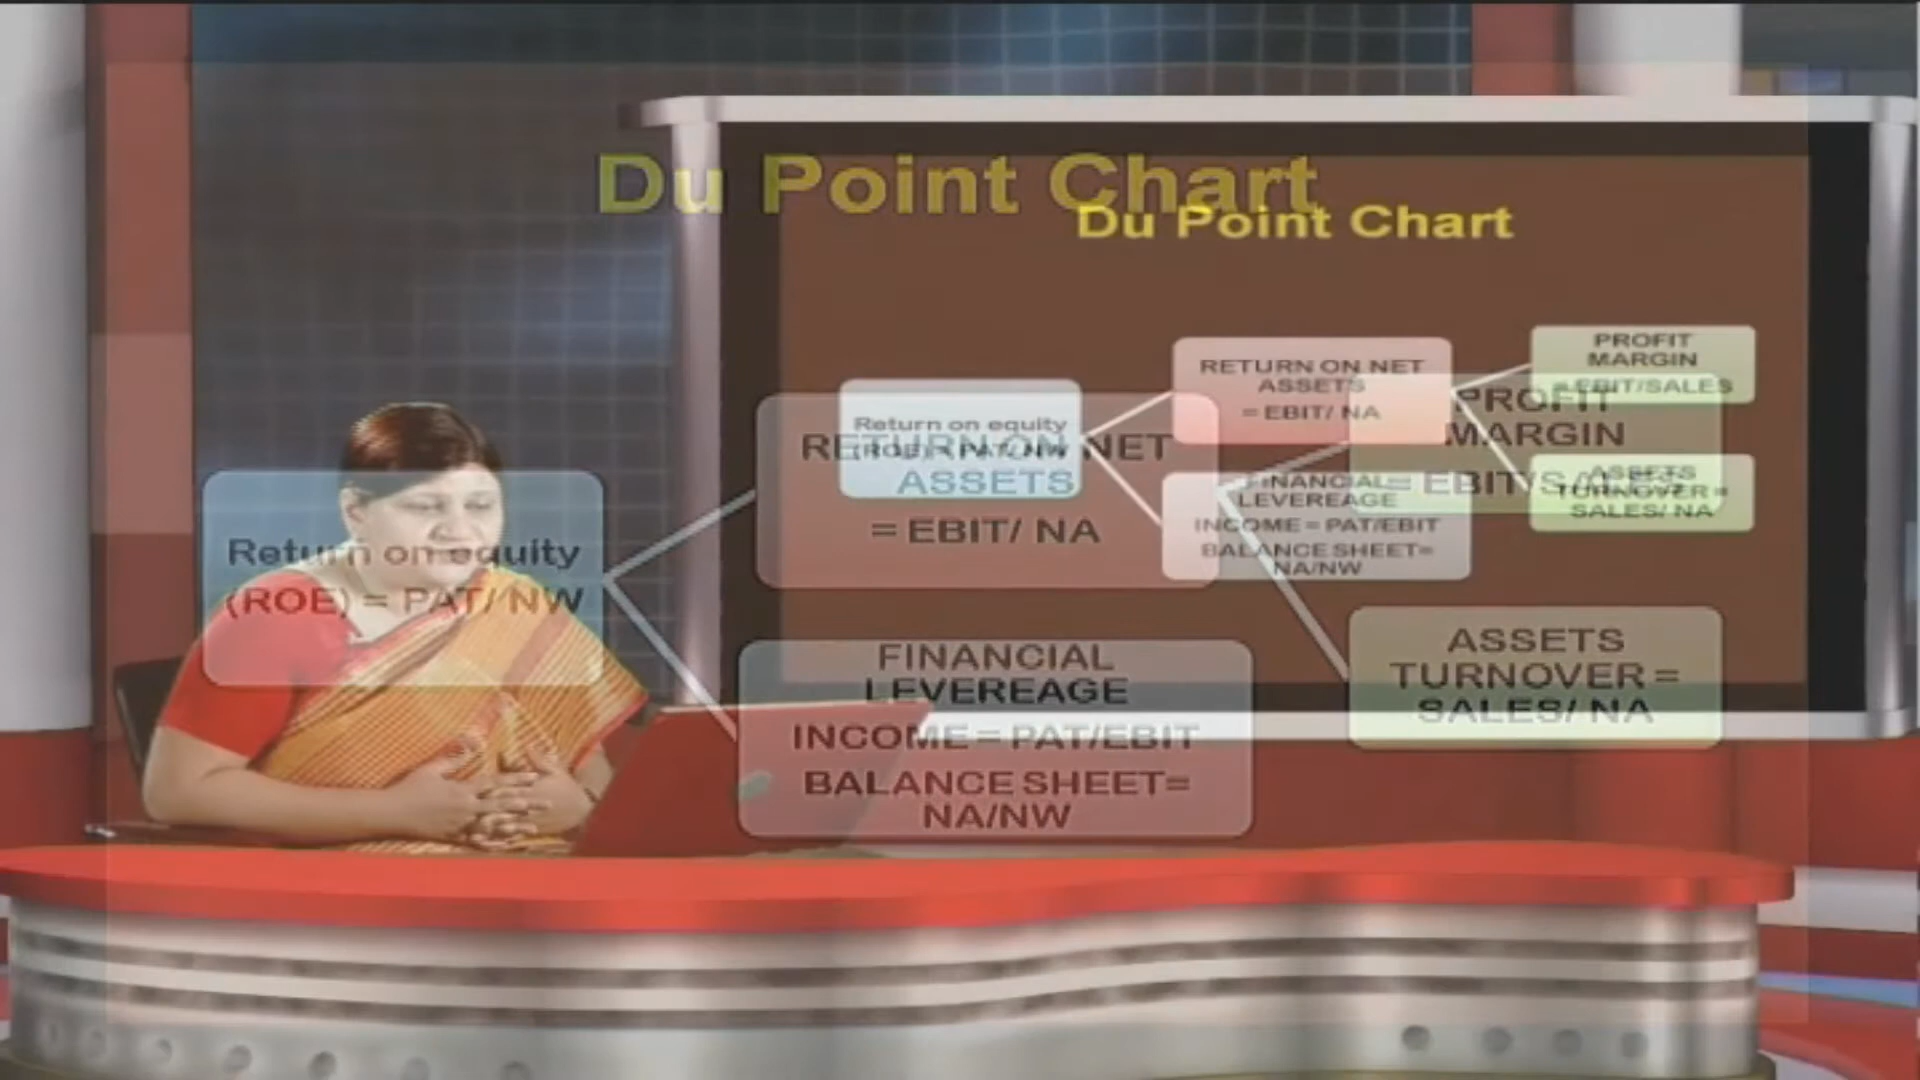 Du Point Chart
Return on equity
(ROE) = PAT/ NW
RETURN ON NET
ASSETS
= EBIT/ NA
FINANCIAL
LEVEREAGE
INCOME = PAT/EBIT
BALANCE SHEET=
NA/NW
PROFIT
MARGIN
= EBIT/SALES
ASSETS
TURNOVER =
SALES/ NA
Du Point Chart
Return on equity
(ROE) = PAT/ NW
RETURN ON NET
ASSETS
= EBIT/ NA
FINANCIAL
LEVEREAGE
INCOME = PAT/EBIT
BALANCE SHEET=
NA/NW
PROFIT
MARGIN
= EBIT/SALES
ASSETS
TURNOVER =
SALES/ NA